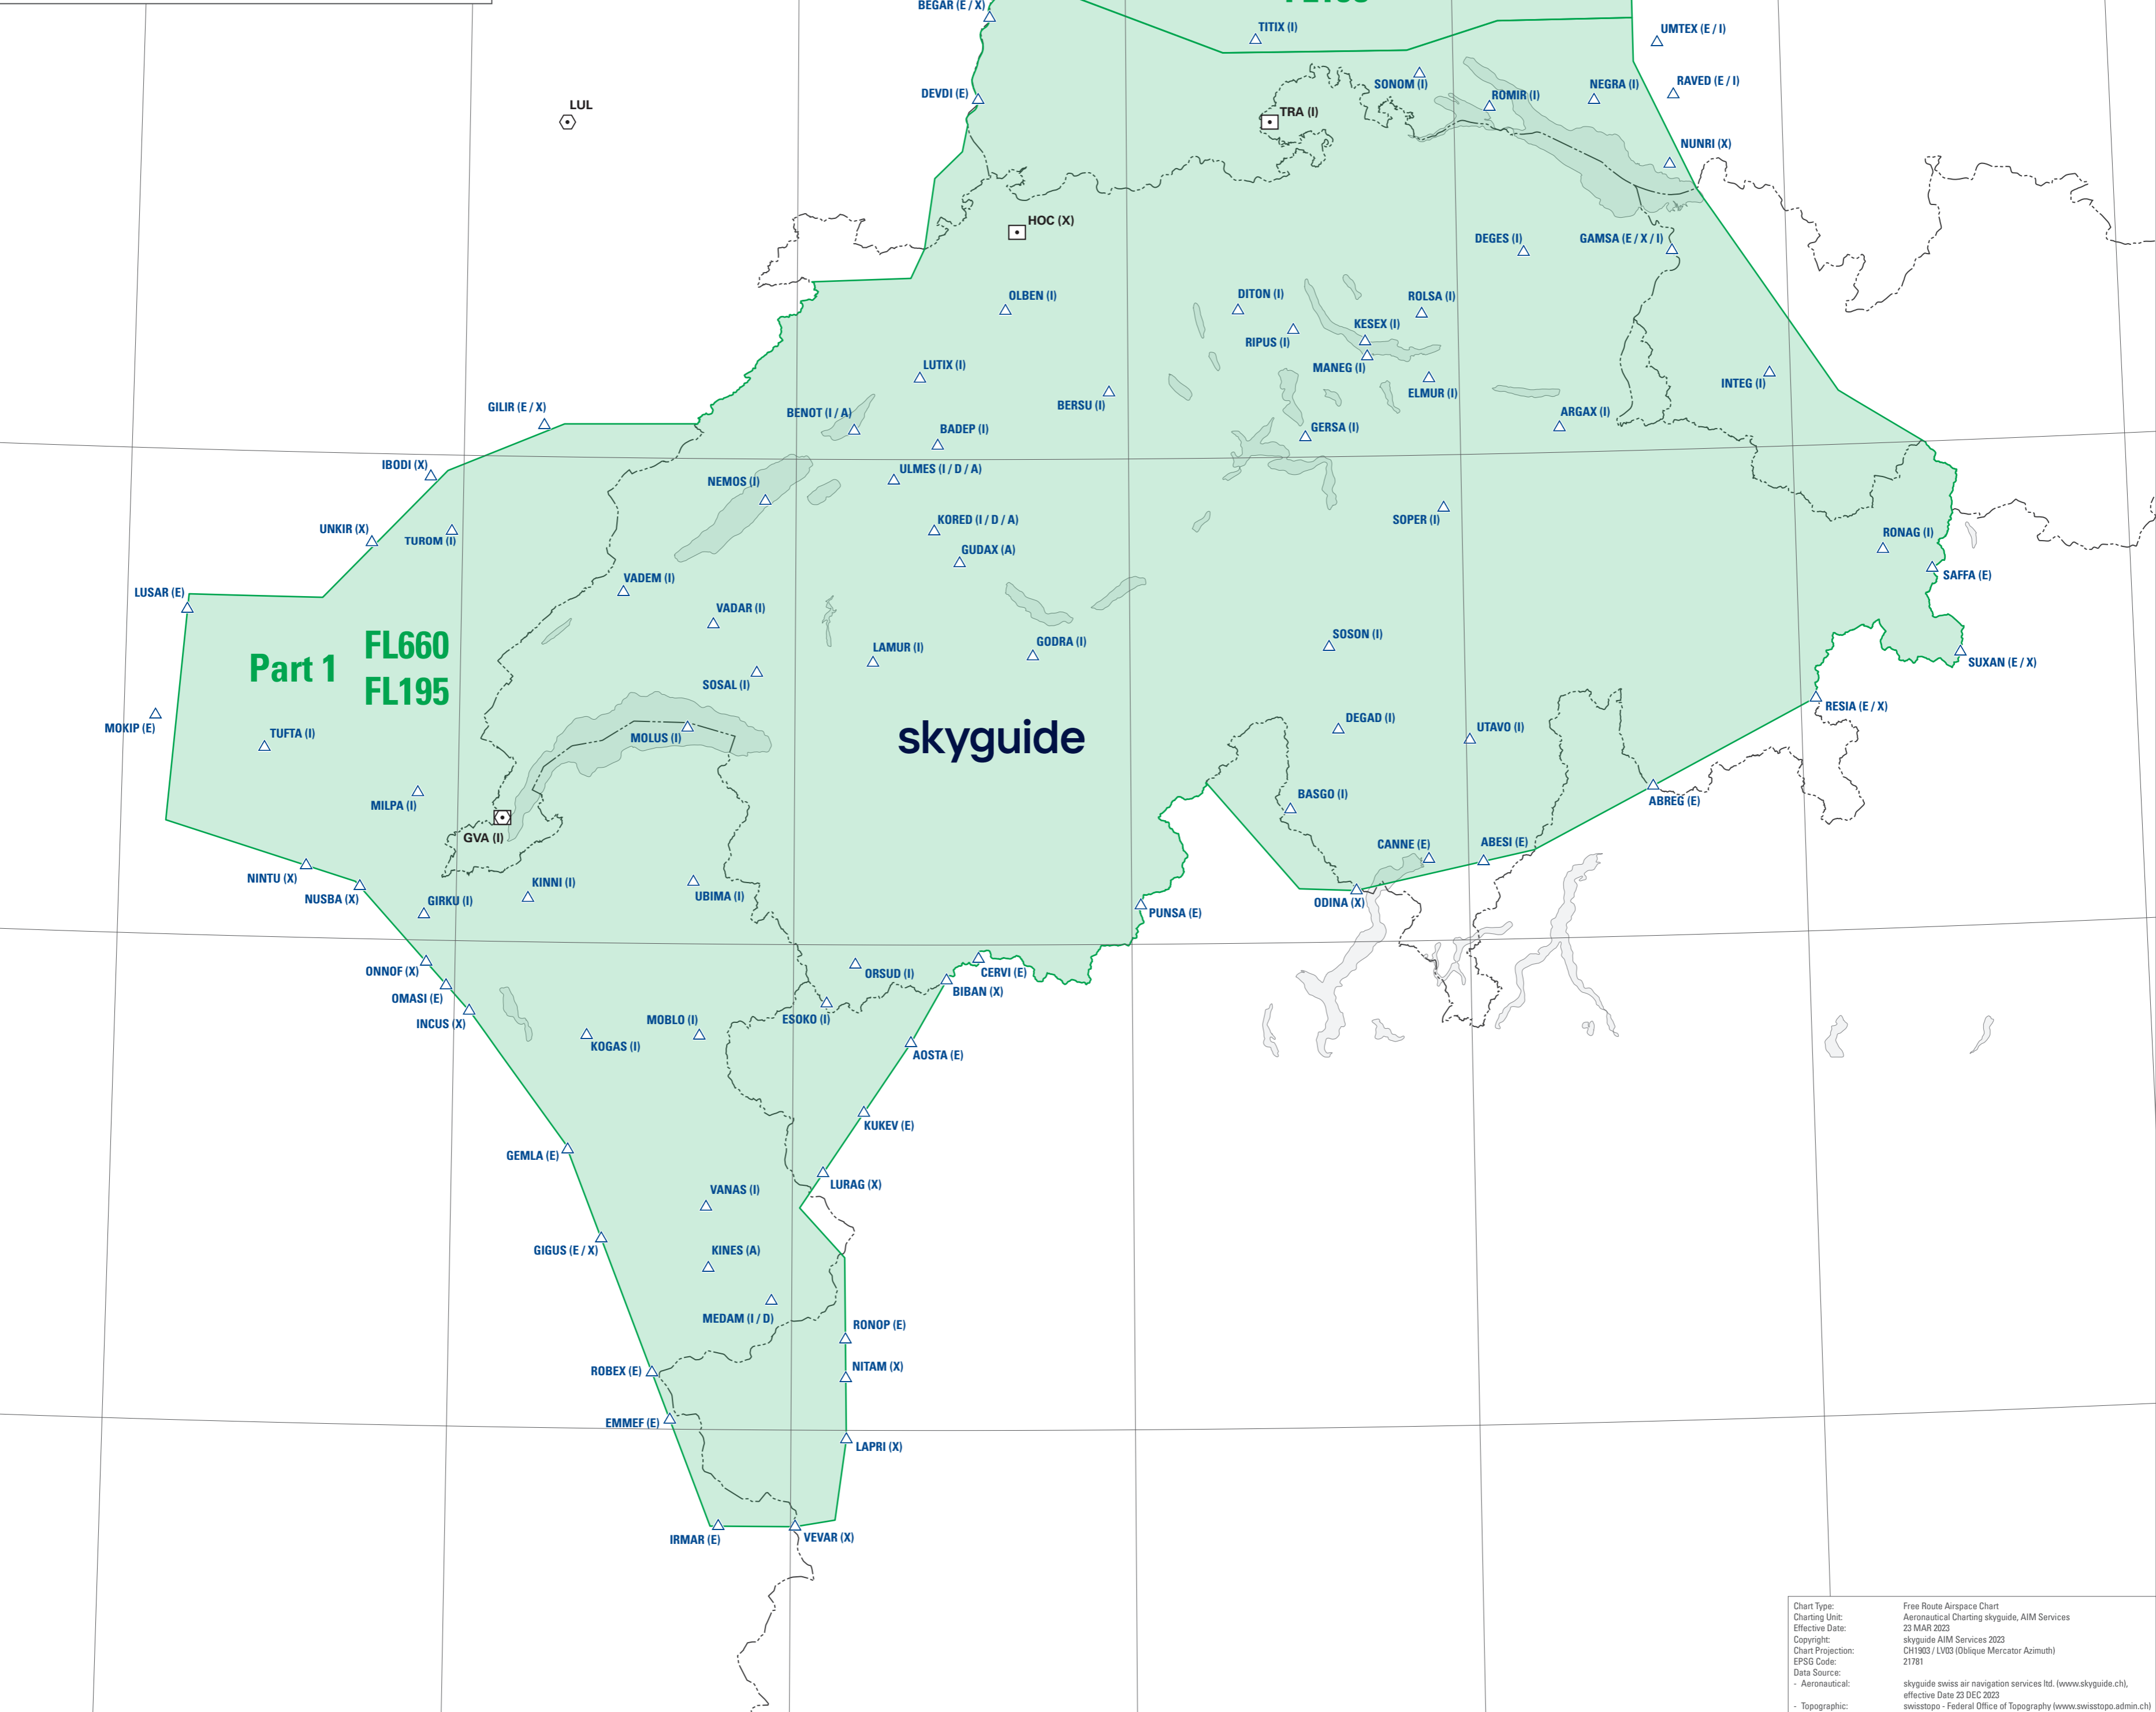 BEGAR (E / X)
TITIX (I)
UMTEX (E / I)
SONOM (I)
NEGRA (I)
RAVED (E / I)
DEVDI (E)
ROMIR (I)
LUL
TRA (I)
NUNRI (X)
HOC (X)
DEGES (I)
GAMSA (E / X / I)
OLBEN (I)
DITON (I)
ROLSA (I)
KESEX (I)
RIPUS (I)
LUTIX (I)
MANEG (I)
INTEG (I)
ELMUR (I)
BERSU (I)
GILIR (E / X)
BENOT (I / A)
ARGAX (I)
BADEP (I)
GERSA (I)
IBODI (X)
ULMES (I / D / A)
NEMOS (I)
KORED (I / D / A)
SOPER (I)
UNKIR (X)
TUROM (I)
RONAG (I)
GUDAX (A)
SAFFA (E)
VADEM (I)
LUSAR (E)
VADAR (I)
SOSON (I)
GODRA (I)
LAMUR (I)
FL660
Part 1
FL195
SUXAN (E / X)
SOSAL (I)
RESIA (E / X)
DEGAD (I)
MOKIP (E)
UTAVO (I)
TUFTA (I)
MOLUS (I)
skyguide
BASGO (I)
ABREG (E)
MILPA (I)
GVA (I)
CANNE (E)
ABESI (E)
NINTU (X)
KINNI (I)
UBIMA (I)
NUSBA (X)
GIRKU (I)
ODINA (X)
PUNSA (E)
ONNOF (X)
ORSUD (I)
CERVI (E)
OMASI (E)
BIBAN (X)
INCUS (X)
MOBLO (I)
ESOKO (I)
KOGAS (I)
AOSTA (E)
KUKEV (E)
GEMLA (E)
LURAG (X)
VANAS (I)
GIGUS (E / X)
KINES (A)
MEDAM (I / D)
RONOP (E)
NITAM (X)
ROBEX (E)
EMMEF (E)
LAPRI (X)
IRMAR (E)
VEVAR (X)
Chart Type: Free Route Airspace Chart
Charting Unit: Aeronautical Charting skyguide, AIM Services
Effective Date: 23 MAR 2023
Copyright: skyguide AIM Services 2023
Chart Projection: CH1903 / LV03 (Oblique Mercator Azimuth)
EPSG Code: 21781
Data Source:
- Aeronautical: skyguide swiss air navigation services ltd. (www.skyguide.ch),
effective Date 23 DEC 2023
- Topographic: swisstopo - Federal Office of Topography (www.swisstopo.admin.ch)